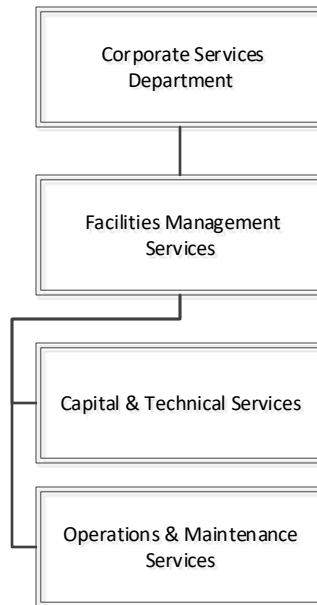 Corporate Services
Department
Facilities Management
Services
Capital & Technical Services
Operations & Maintenance
Services